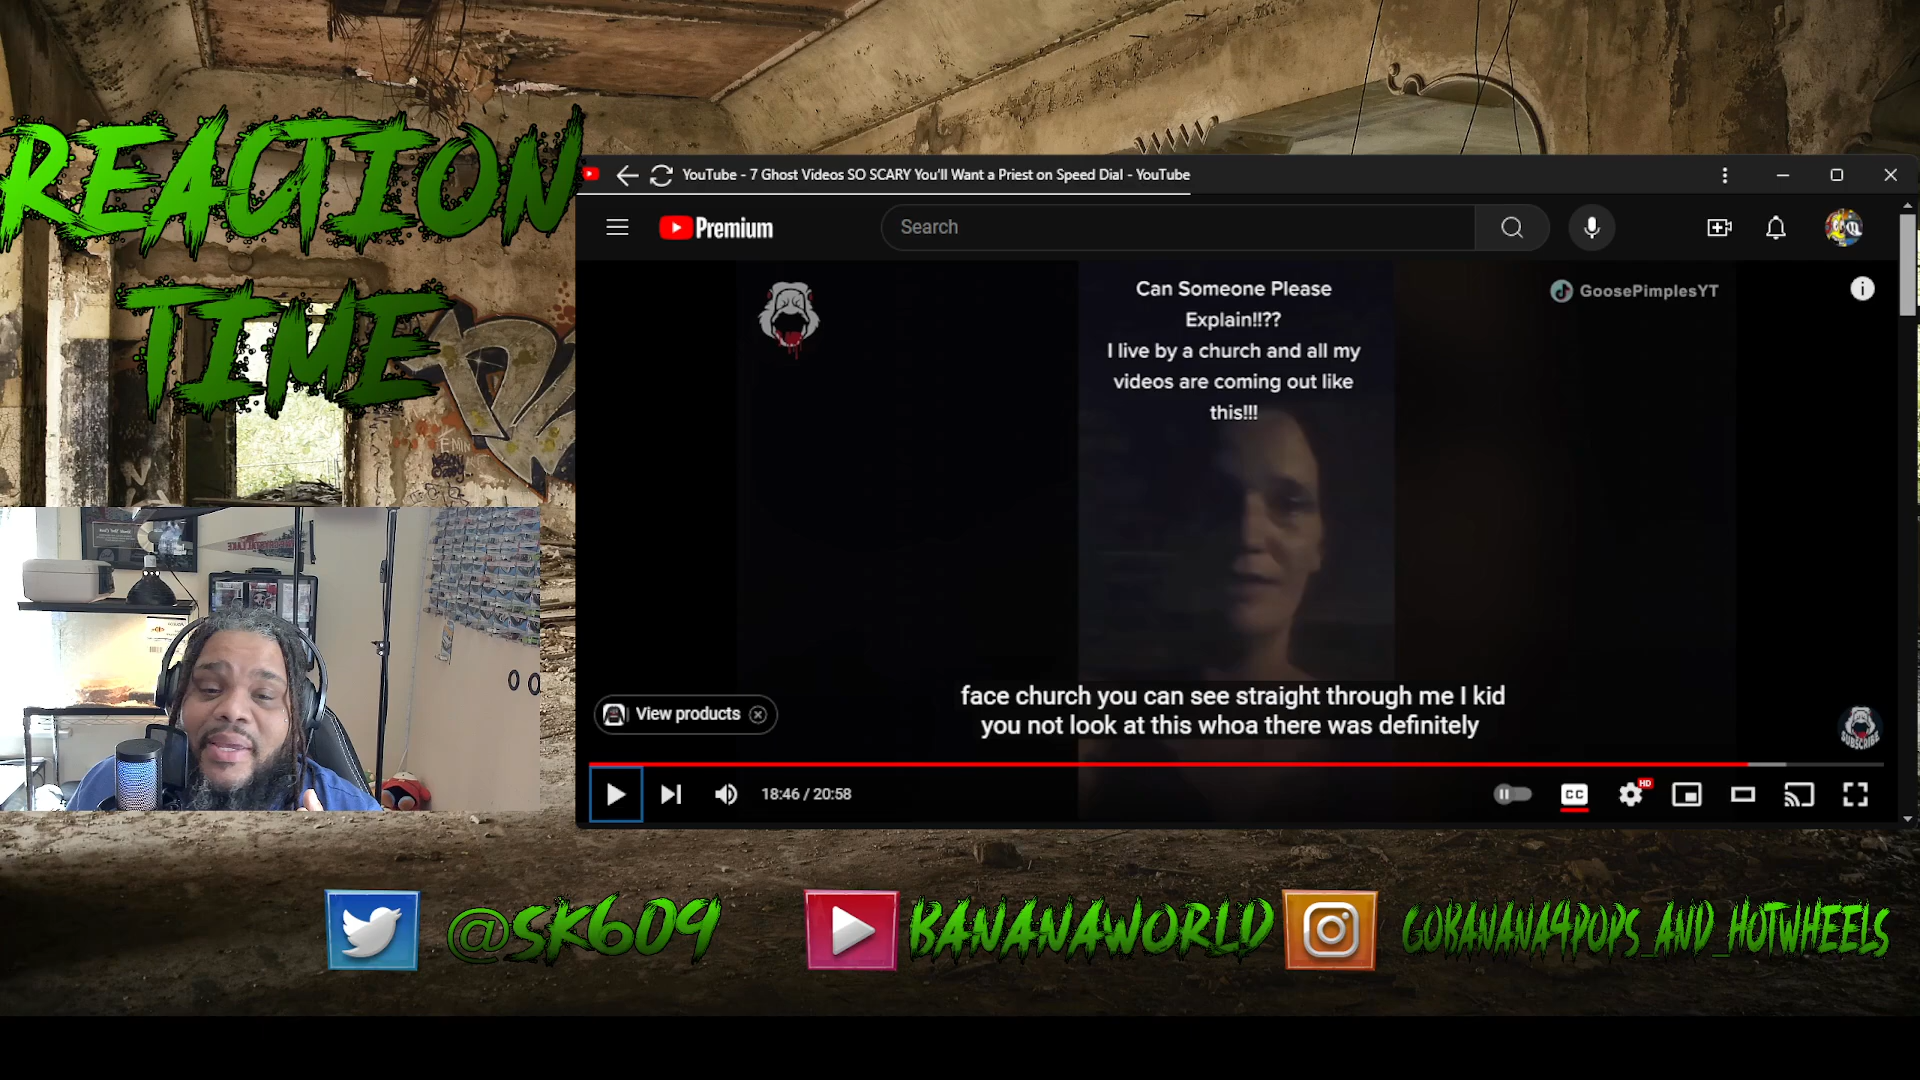 REACTION
TIME
YouTube - 7 Ghost Videos SO SCARY You'll Want a Priest on Speed Dial - YouTube
Premium
Search
Can Someone Please
Explain!!??
I live by a church and all my
videos are coming out like
this!!!
GoosePimplesYT
face church you can see straight through me I kid
you not look at this whoa there was definitely
View products
SUBSCRIBE
18:46 / 20:58
CC
HD
@SK609
BANANAWORLD
GOBANANA4POPS_AND_HOTWHEELS